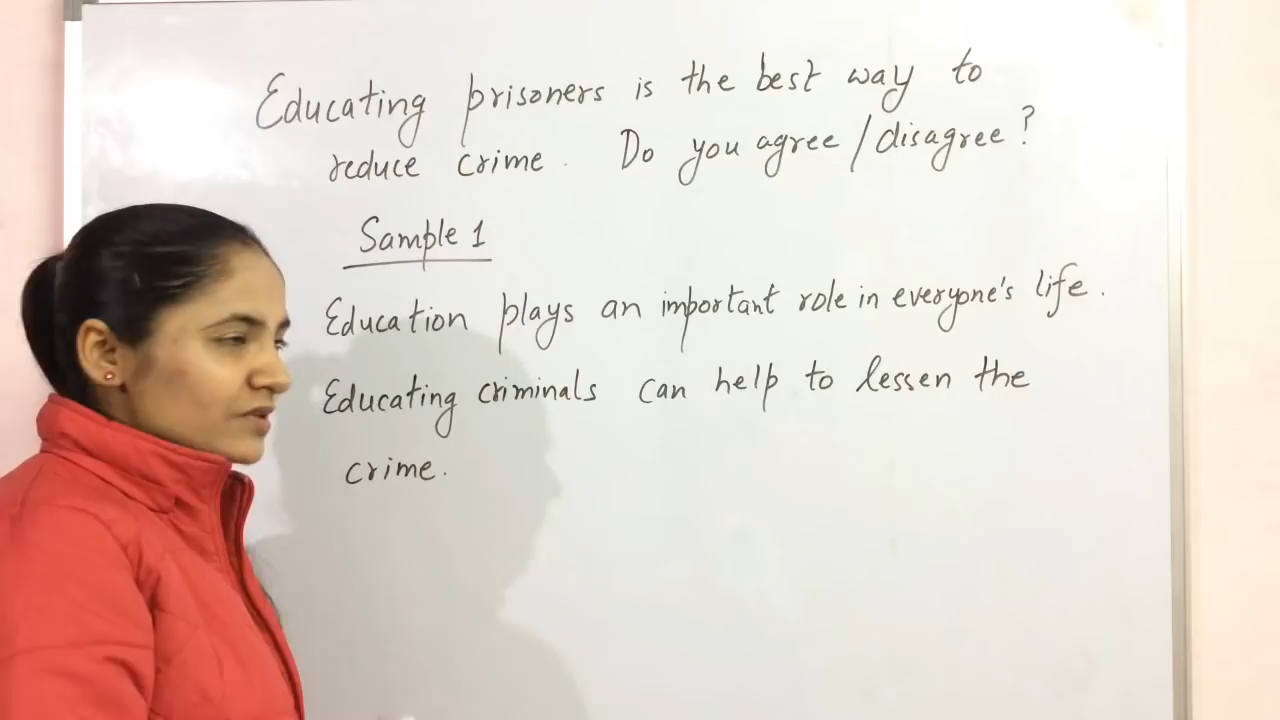 Educating prisoners is the best way to
reduce crime. Do you agree/disagree?
Sample 1
Education plays an important role in everyone's life.
Educating criminals can help to lessen the
crime.